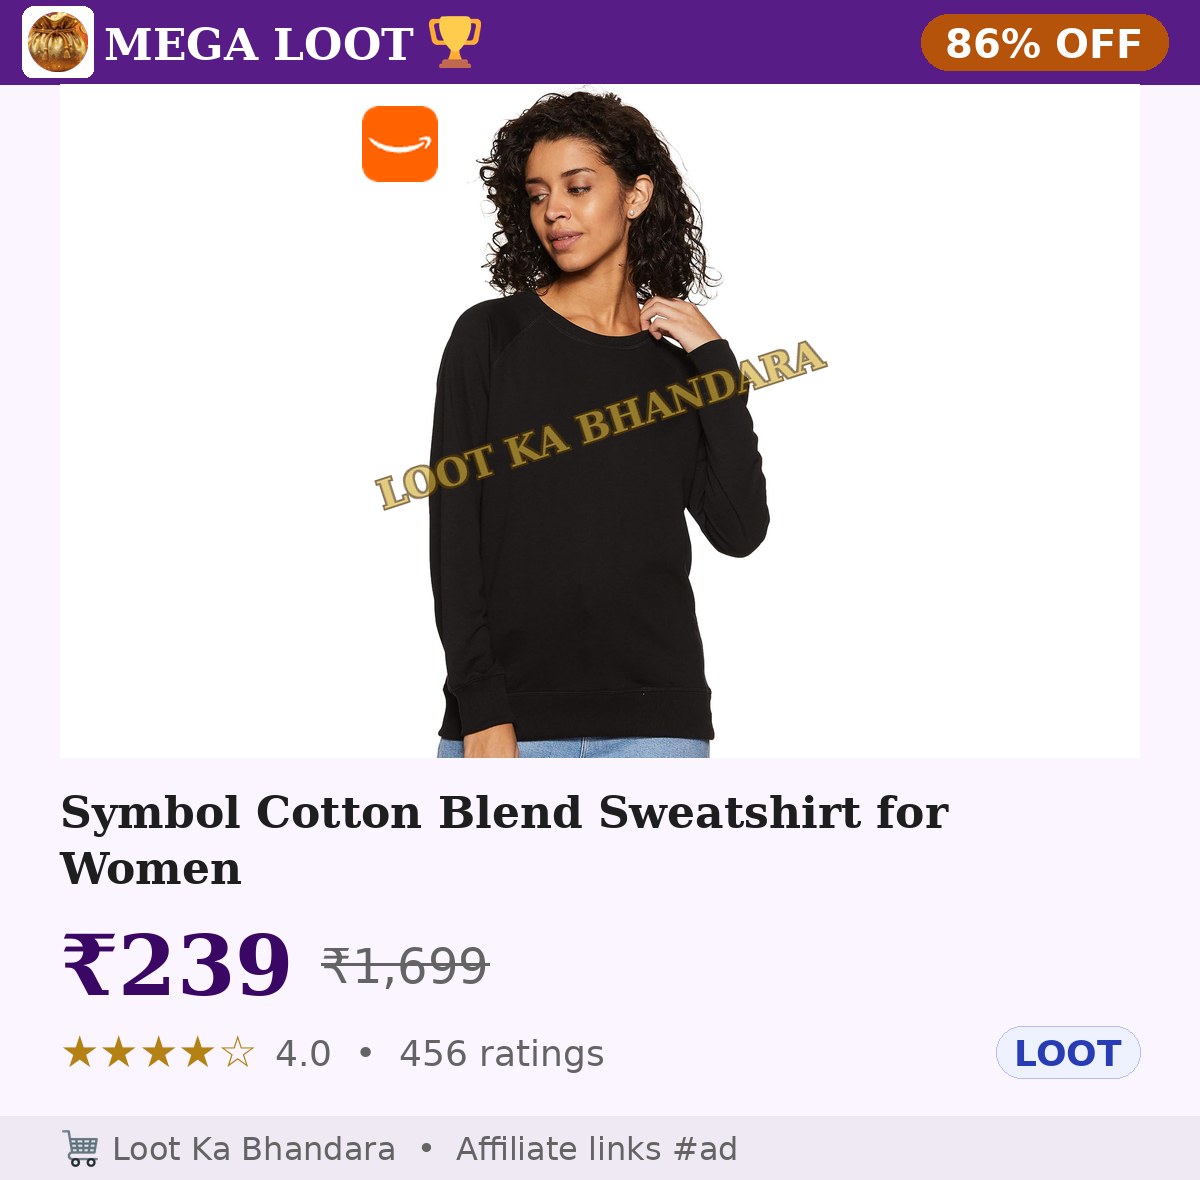 MEGA LOOT 🏆
86% OFF
LOOT KA BHANDARA
Symbol Cotton Blend Sweatshirt for
Women
₹239 ₹1,699
★★★★☆ 4.0 • 456 ratings
LOOT
Loot Ka Bhandara • Affiliate links #ad